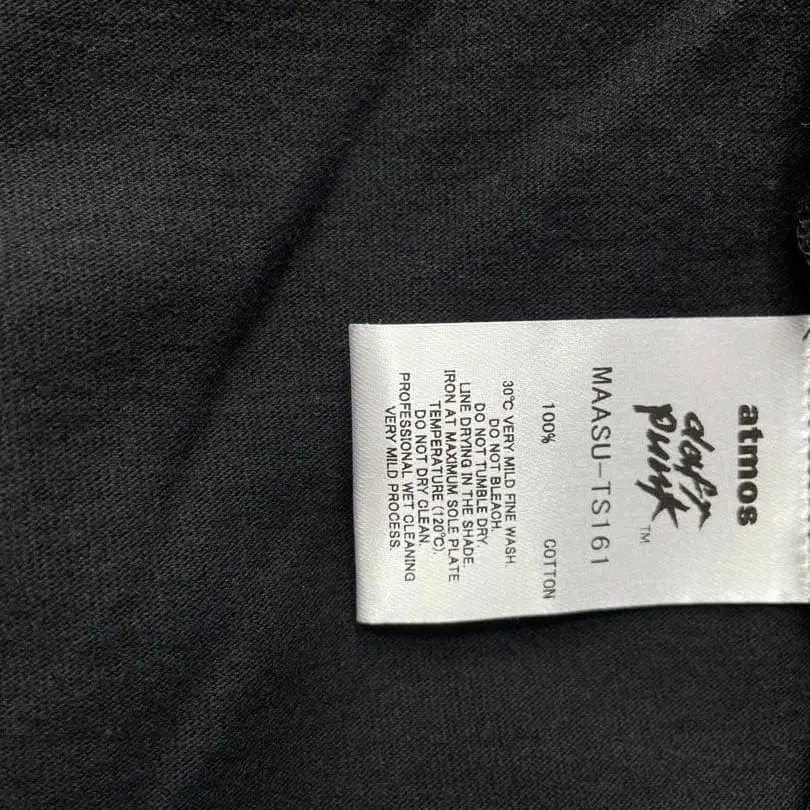 atmos
daft
punk™
MAASU-TS161
100% COTTON
30℃ VERY MILD FINE WASH.
DO NOT BLEACH.
DO NOT TUMBLE DRY.
LINE DRYING IN THE SHADE.
IRON AT MAXIMUM SOLE PLATE
TEMPERATURE (120℃).
DO NOT DRY CLEAN.
PROFESSIONAL WET CLEANING
VERY MILD PROCESS.